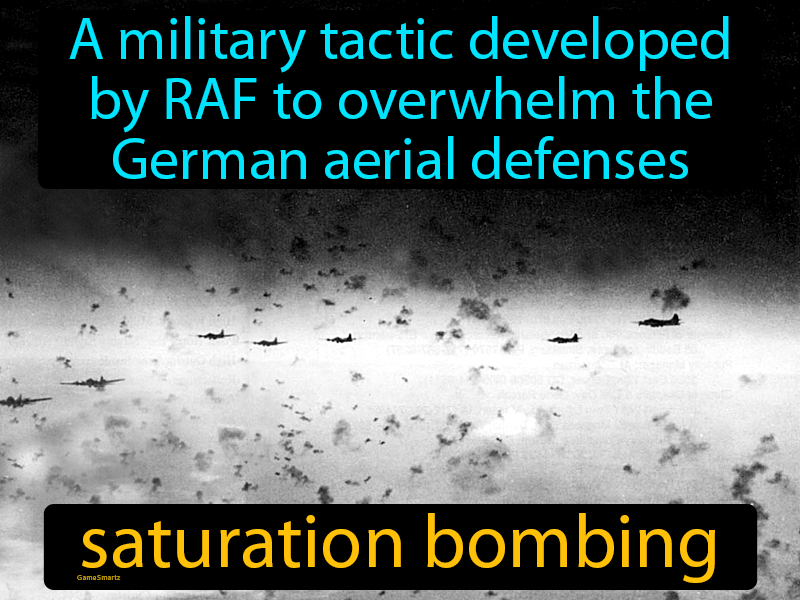 A military tactic developed
by RAF to overwhelm the
German aerial defenses
saturation bombing
GameSmartz